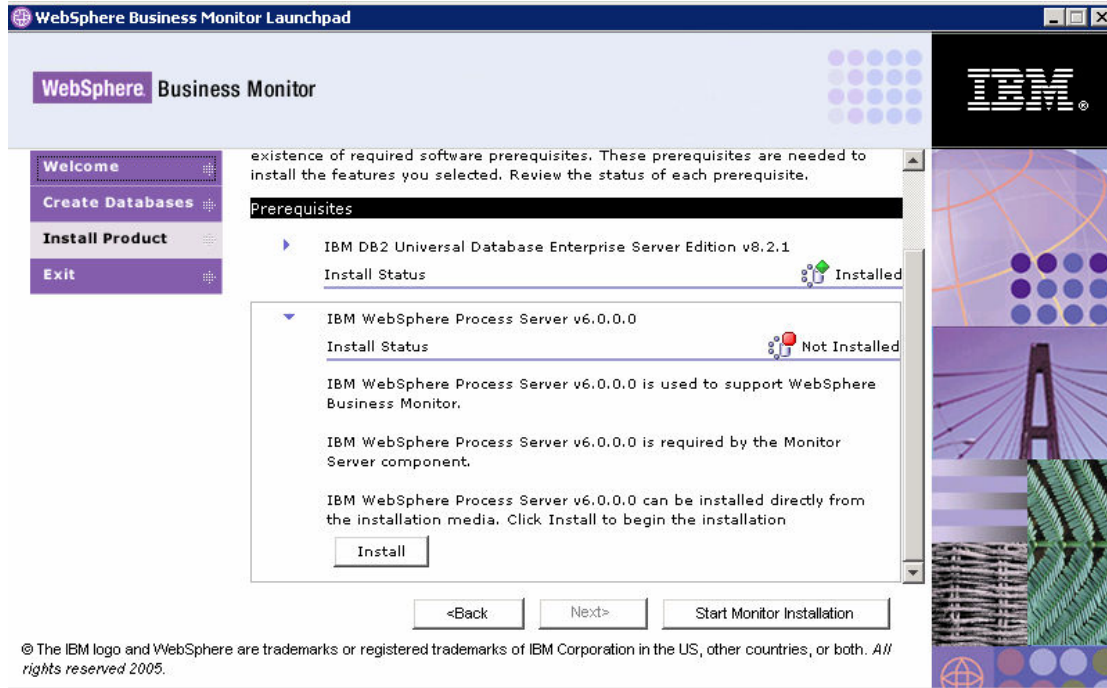 WebSphere Business Monitor Launchpad
WebSphere. Business Monitor
IBM®
Welcome
Create Databases
Install Product
Exit
existence of required software prerequisites. These prerequisites are needed to
install the features you selected. Review the status of each prerequisite.
Prerequisites
IBM DB2 Universal Database Enterprise Server Edition v8.2.1
Install Status Installed
IBM WebSphere Process Server v6.0.0.0
Install Status Not Installed
IBM WebSphere Process Server v6.0.0.0 is used to support WebSphere
Business Monitor.
IBM WebSphere Process Server v6.0.0.0 is required by the Monitor
Server component.
IBM WebSphere Process Server v6.0.0.0 can be installed directly from
the installation media. Click Install to begin the installation
Install
<Back Next> Start Monitor Installation
© The IBM logo and WebSphere are trademarks or registered trademarks of IBM Corporation in the US, other countries, or both. All
rights reserved 2005.